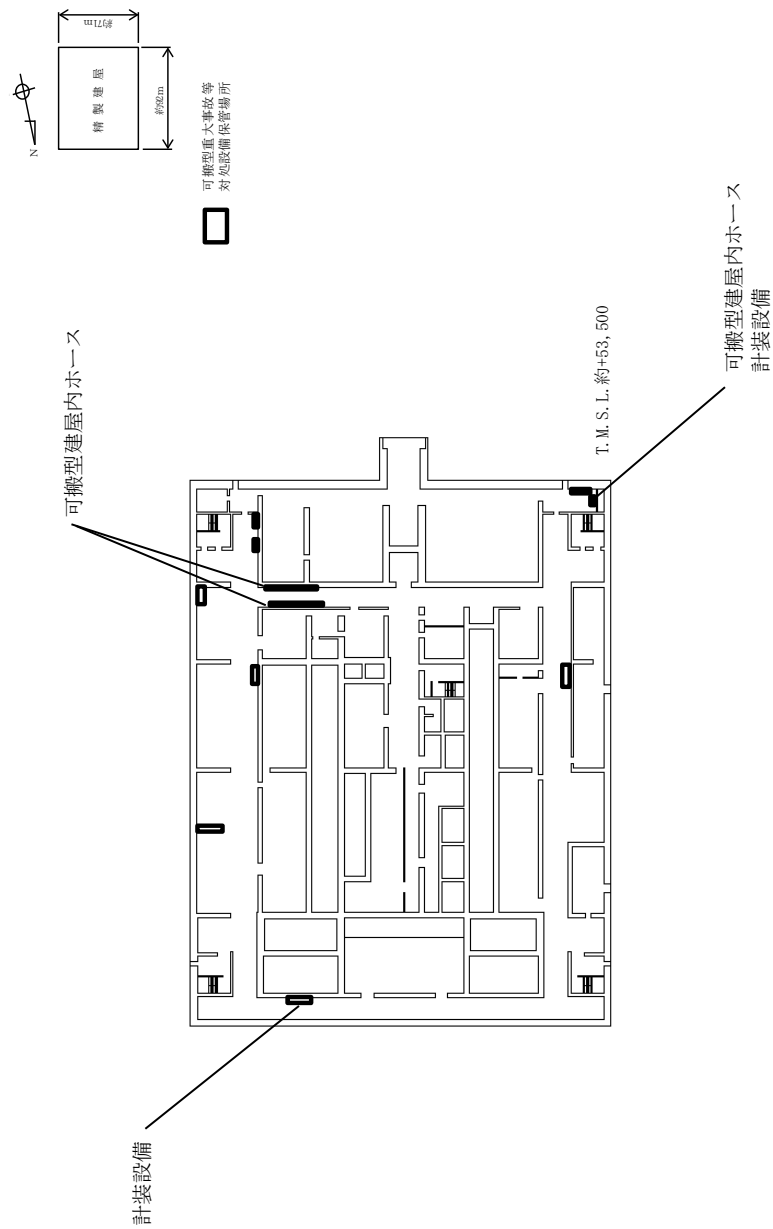 可搬型建屋内ホース
計装設備
可搬型建屋内ホース
計装設備
T.M.S.L.約+53,500
可搬型重大事故等
対処設備保管場所
N
精製建屋
約92m
約71m